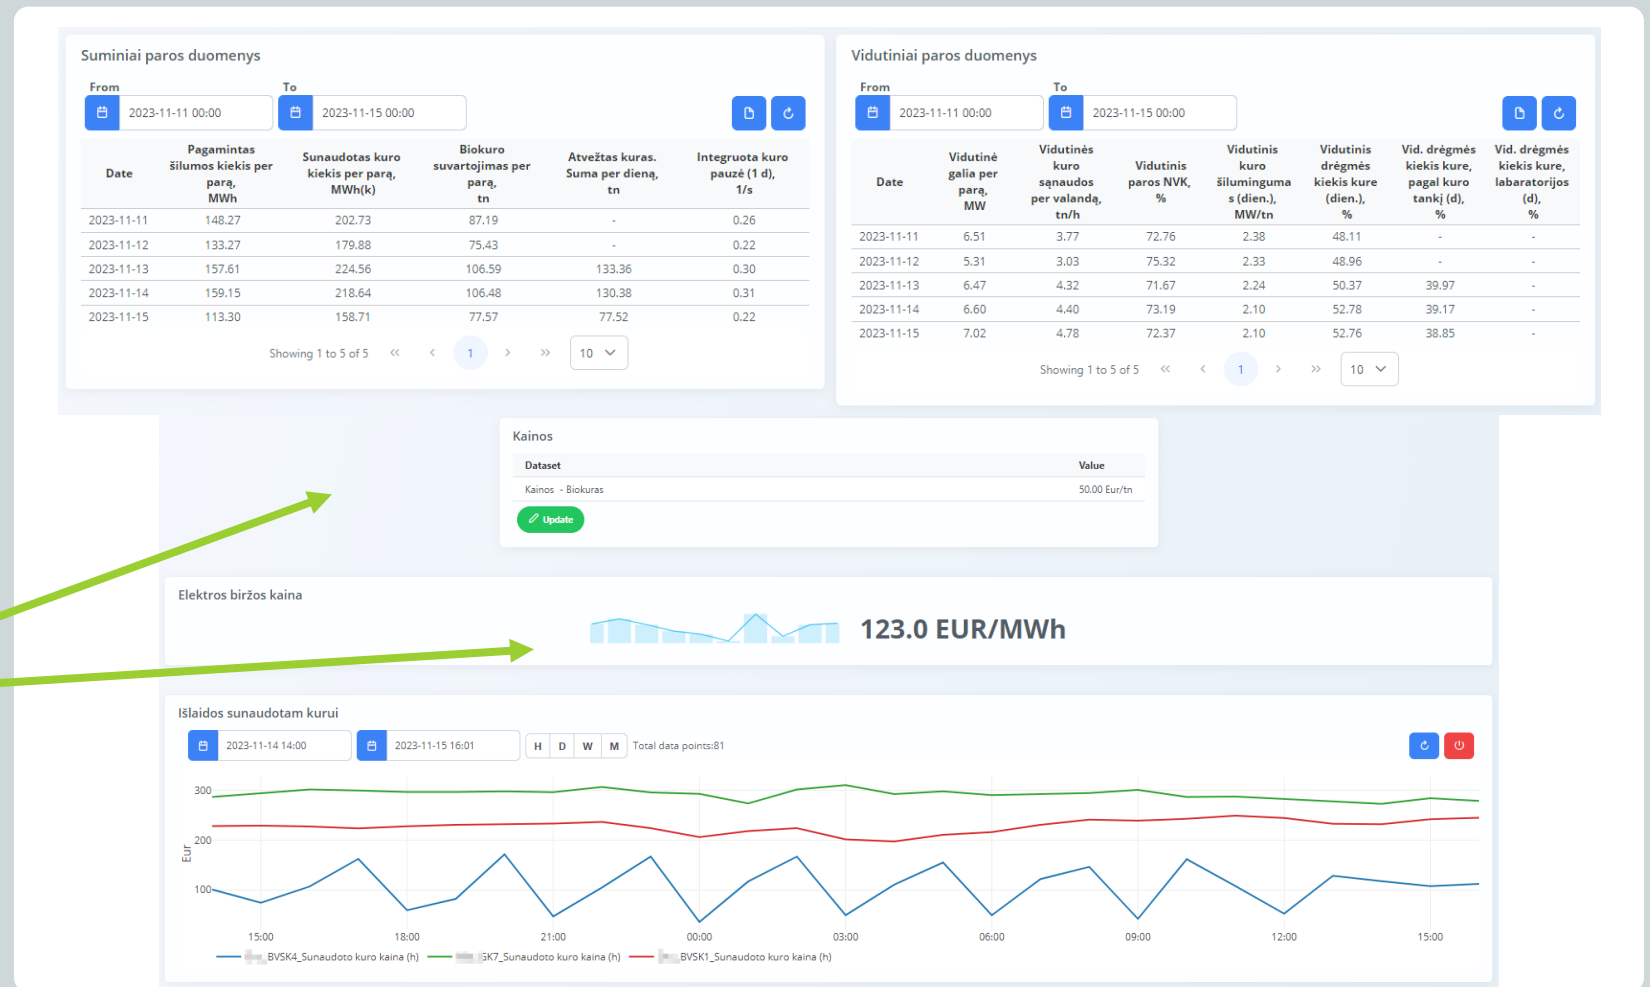 Suminiai paros duomenys
From To
2023-11-11 00:00 2023-11-15 00:00
Date Pagamintas šilumos kiekis per parą, MWh Sunaudotas kuro kiekis per parą, MWh(k) Biokuro suvartojimas per parą, tn Atvežtas kuras. Suma per dieną, tn Integruota kuro pauzė (1 d), 1/s
2023-11-11 148.27 202.73 87.19 - 0.26
2023-11-12 133.27 179.88 75.43 - 0.22
2023-11-13 157.61 224.56 106.59 133.36 0.30
2023-11-14 159.15 218.64 106.48 130.38 0.31
2023-11-15 113.30 158.71 77.57 77.52 0.22
Showing 1 to 5 of 5 « ‹ 1 › » 10
Vidutiniai paros duomenys
From To
2023-11-11 00:00 2023-11-15 00:00
Date Vidutinė galia per parą, MW Vidutinės kuro sąnaudos per valandą, tn/h Vidutinis paros NVK, % Vidutinis kuro šiluminguma s (dien.), MW/tn Vidutinis drėgmės kiekis kure (dien.), % Vid. drėgmės kiekis kure, pagal kuro tankį (d), % Vid. drėgmės kiekis kure, labaratorijos (d), %
2023-11-11 6.51 3.77 72.76 2.38 48.11 - -
2023-11-12 5.31 3.03 75.32 2.33 48.96 - -
2023-11-13 6.47 4.32 71.67 2.24 50.37 39.97 -
2023-11-14 6.60 4.40 73.19 2.10 52.78 39.17 -
2023-11-15 7.02 4.78 72.37 2.10 52.76 38.85 -
Showing 1 to 5 of 5 « ‹ 1 › » 10
Kainos
Dataset Value
Kainos - Biokuras 50.00 Eur/tn
Update
Elektros biržos kaina
123.0 EUR/MWh
Išlaidos sunaudotam kurui
2023-11-14 14:00 2023-11-15 16:01 H D W M Total data points:81
300
200
100
Eur
15:00 18:00 21:00 00:00 03:00 06:00 09:00 12:00 15:00
BVSK4_Sunaudoto kuro kaina (h) GK7_Sunaudoto kuro kaina (h) BVSK1_Sunaudoto kuro kaina (h)